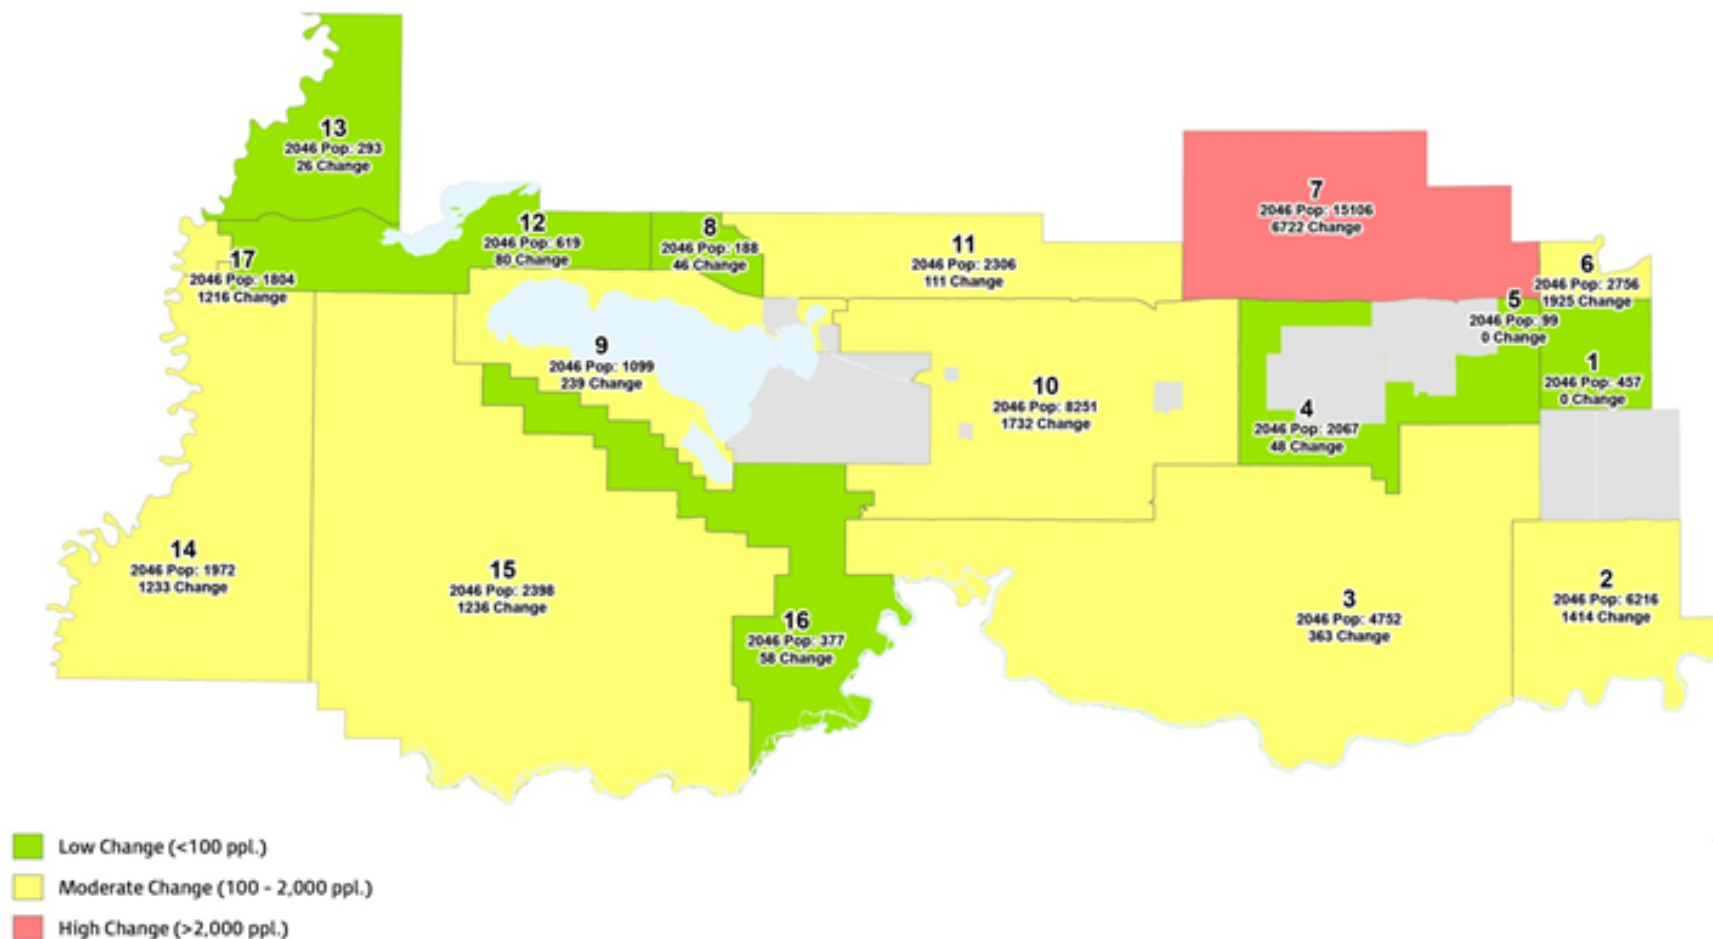 13
2046 Pop: 293
26 Change
12
2046 Pop: 619
80 Change
8
2046 Pop: 188
46 Change
11
2046 Pop: 2306
111 Change
7
2046 Pop: 15106
6722 Change
6
2046 Pop: 2756
1925 Change
17
2046 Pop: 1804
1216 Change
5
2046 Pop: 99
0 Change
9
2046 Pop: 1099
239 Change
1
2046 Pop: 457
0 Change
10
2046 Pop: 8251
1732 Change
4
2046 Pop: 2067
48 Change
14
2046 Pop: 1972
1233 Change
15
2046 Pop: 2398
1236 Change
16
2046 Pop: 377
58 Change
3
2046 Pop: 4752
363 Change
2
2046 Pop: 6216
1414 Change
Low Change (<100 ppl.)
Moderate Change (100 - 2,000 ppl.)
High Change (>2,000 ppl.)